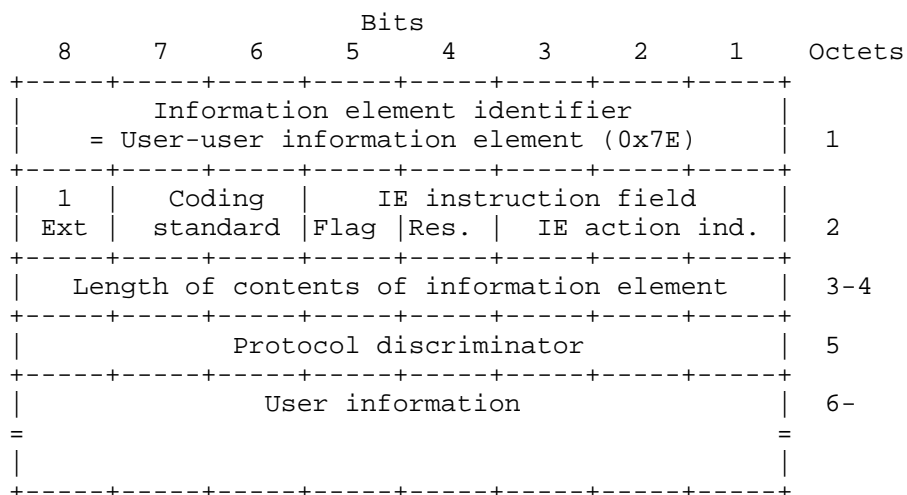 Bits
8 7 6 5 4 3 2 1 Octets
+-----+-----+-----+-----+-----+-----+-----+-----+
| Information element identifier |
| = User-user information element (0x7E) | 1
+-----+-----+-----+-----+-----+-----+-----+-----+
| 1 | Coding | IE instruction field |
| Ext | standard |Flag |Res. | IE action ind. | 2
+-----+-----+-----+-----+-----+-----+-----+-----+
| Length of contents of information element | 3-4
+-----+-----+-----+-----+-----+-----+-----+-----+
| Protocol discriminator | 5
+-----+-----+-----+-----+-----+-----+-----+-----+
| User information | 6-
= =
| |
+-----+-----+-----+-----+-----+-----+-----+-----+